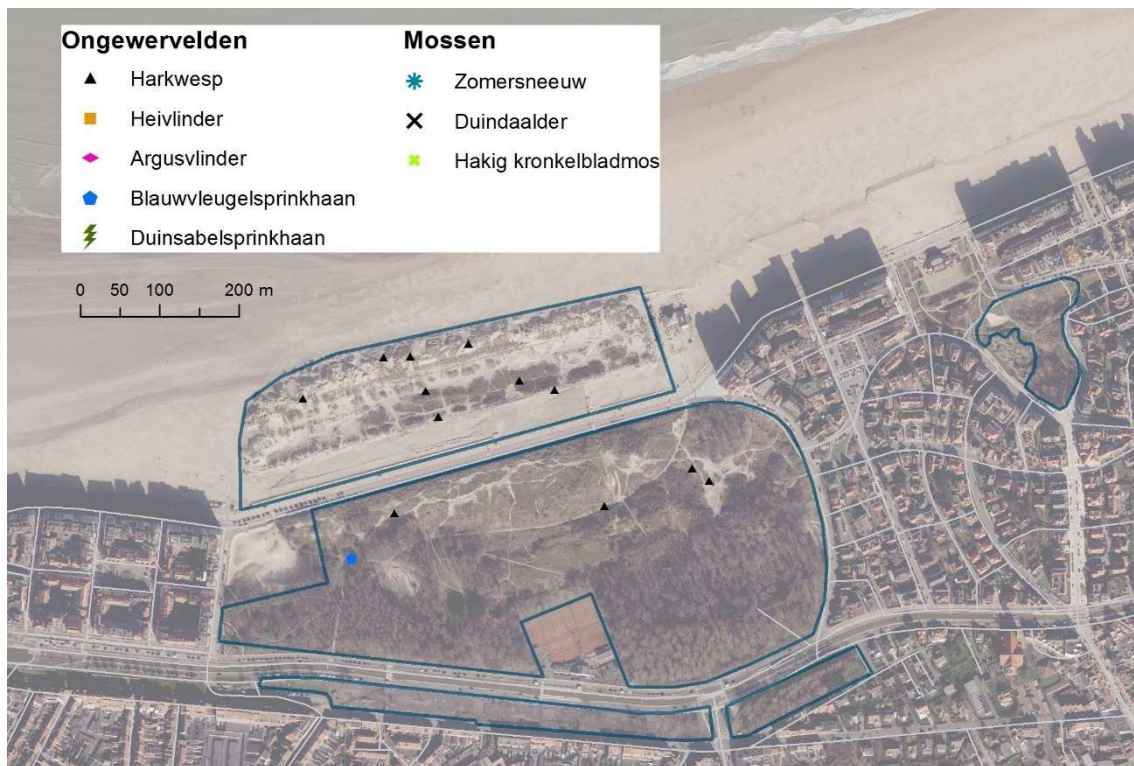 Ongewervelden
Harkwesp
Heivlinder
Argusvlinder
Blauwvleugelsprinkhaan
Duinsabelsprinkhaan
Mossen
Zomersneeuw
Duindaalder
Hakig kronkelbladmos
0 50 100 200 m